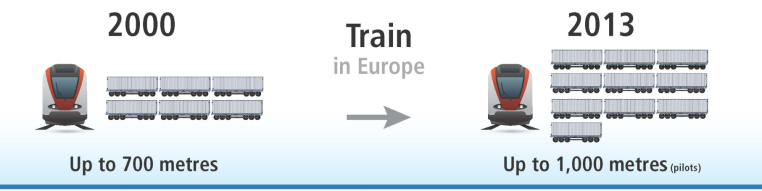 2000
Train
in Europe
2013
Up to 700 metres
Up to 1,000 metres (pilots)